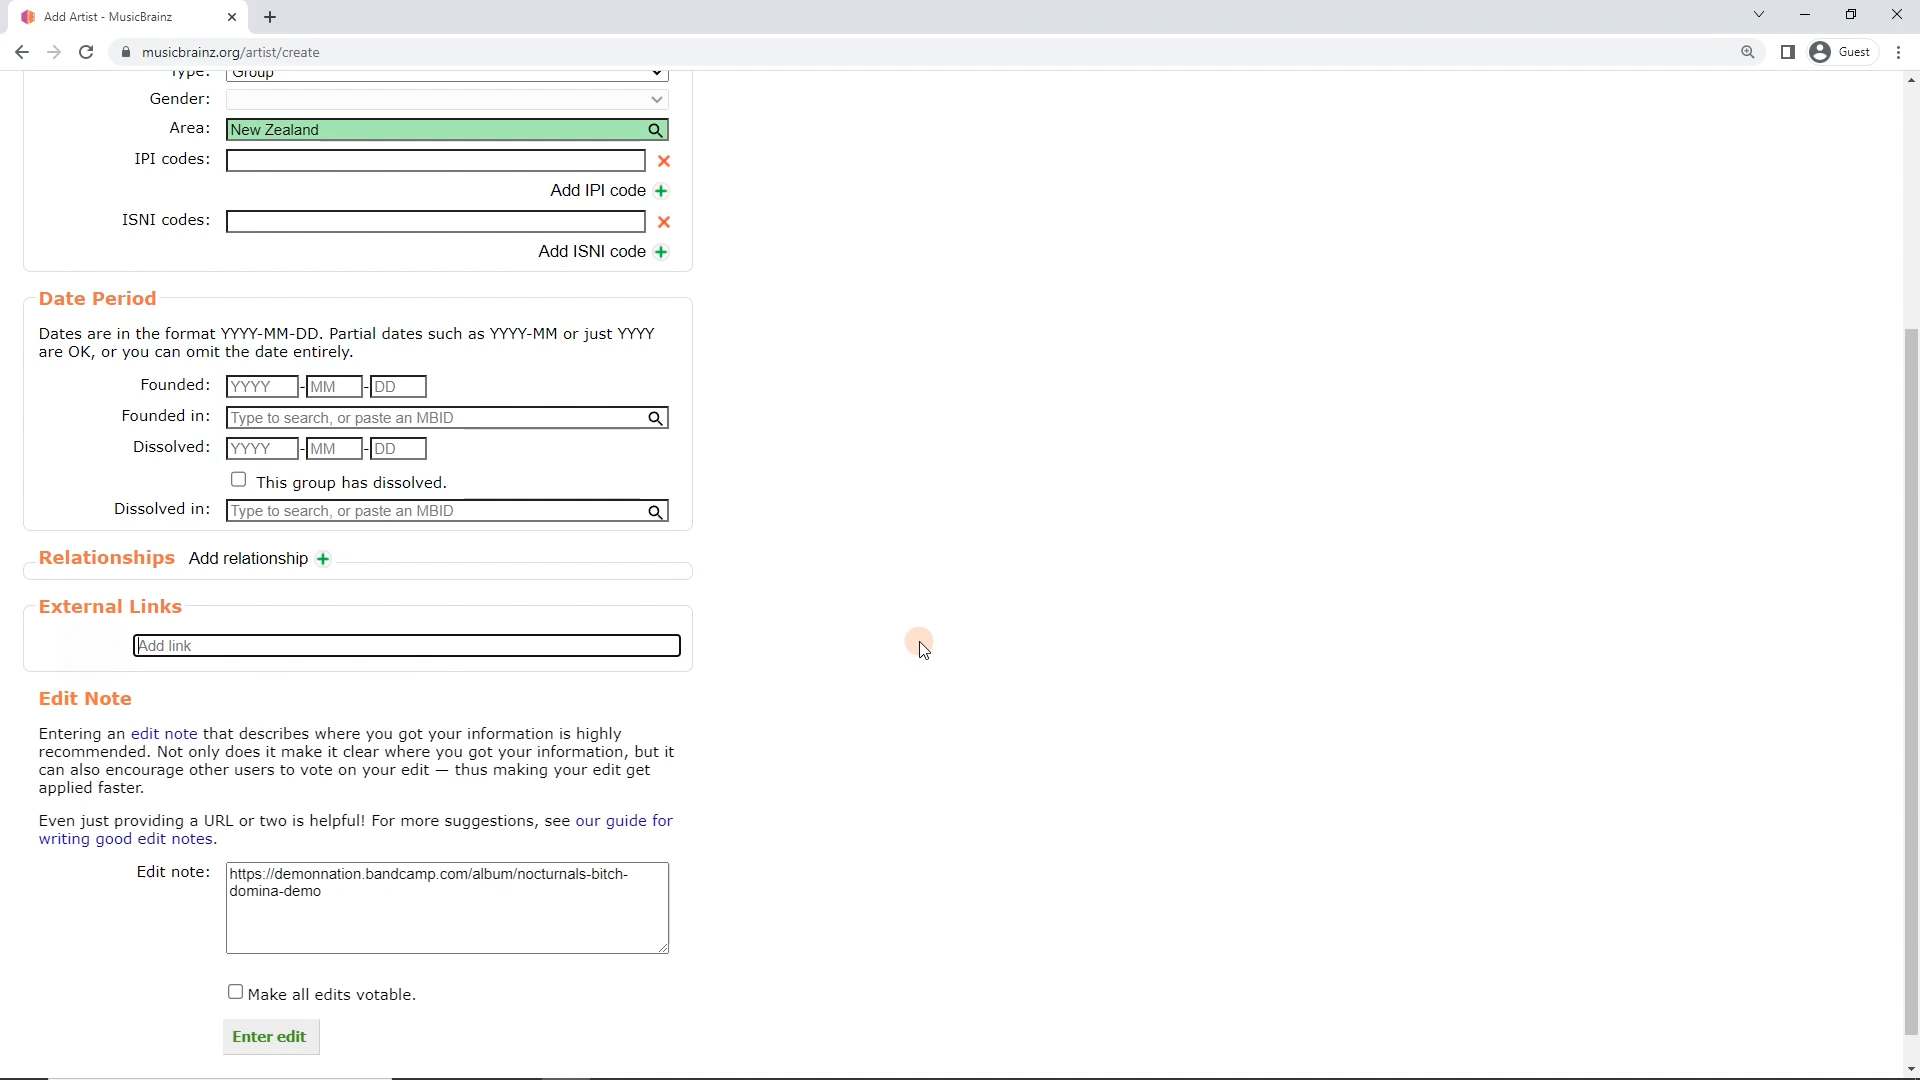 Add Artist - MusicBrainz
musicbrainz.org/artist/create
Guest
Type: Group
Gender:
Area: New Zealand
IPI codes:
Add IPI code
ISNI codes:
Add ISNI code
Date Period
Dates are in the format YYYY-MM-DD. Partial dates such as YYYY-MM or just YYYY
are OK, or you can omit the date entirely.
Founded: YYYY - MM - DD
Founded in: Type to search, or paste an MBID
Dissolved: YYYY - MM - DD
This group has dissolved.
Dissolved in: Type to search, or paste an MBID
Relationships Add relationship
External Links
Add link
Edit Note
Entering an edit note that describes where you got your information is highly
recommended. Not only does it make it clear where you got your information, but it
can also encourage other users to vote on your edit — thus making your edit get
applied faster.
Even just providing a URL or two is helpful! For more suggestions, see our guide for
writing good edit notes.
Edit note: https://demonnation.bandcamp.com/album/nocturnals-bitch-
domina-demo
Make all edits votable.
Enter edit